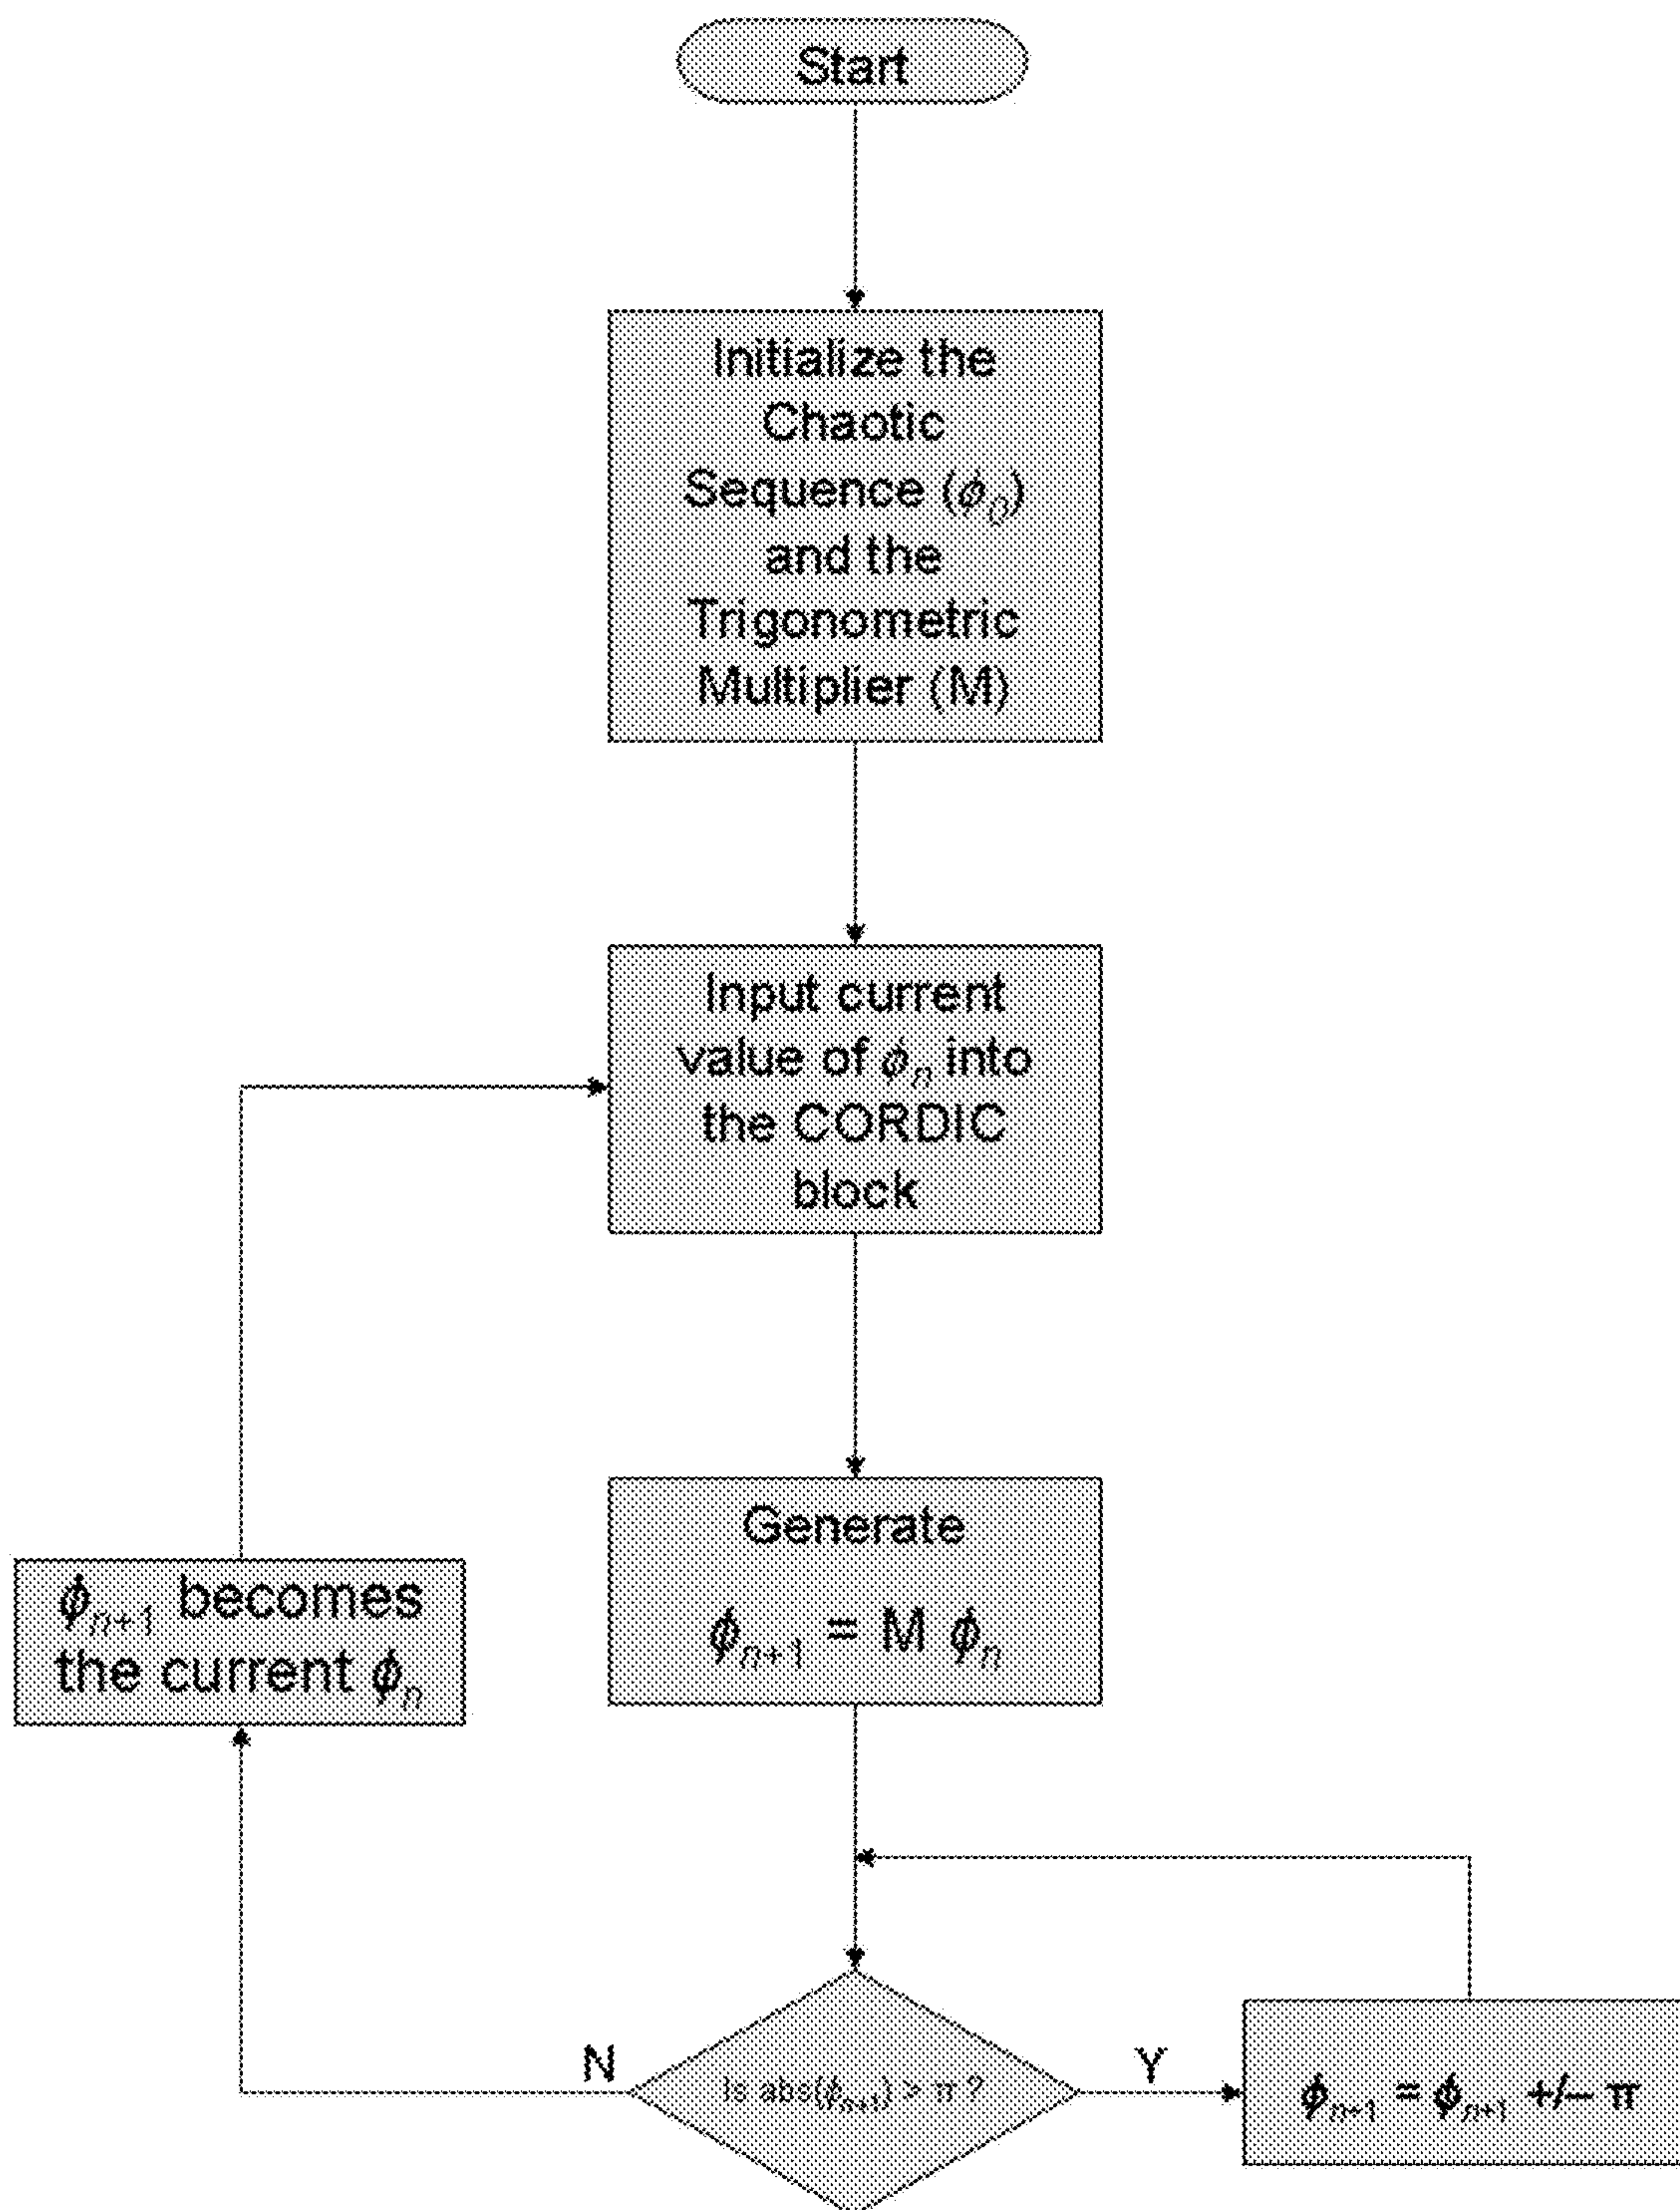 Start
Initialize the
Chaotic
Sequence (ϕ₀)
and the
Trigonometric
Multiplier (M)
Input current
value of ϕₙ into
the CORDIC
block
Generate
ϕₙ₊₁ = M ϕₙ
ϕₙ₊₁ becomes
the current ϕₙ
N
Is abs(ϕₙ₊₁) > π ?
Y
ϕₙ₊₁ = ϕₙ₊₁ +/− π